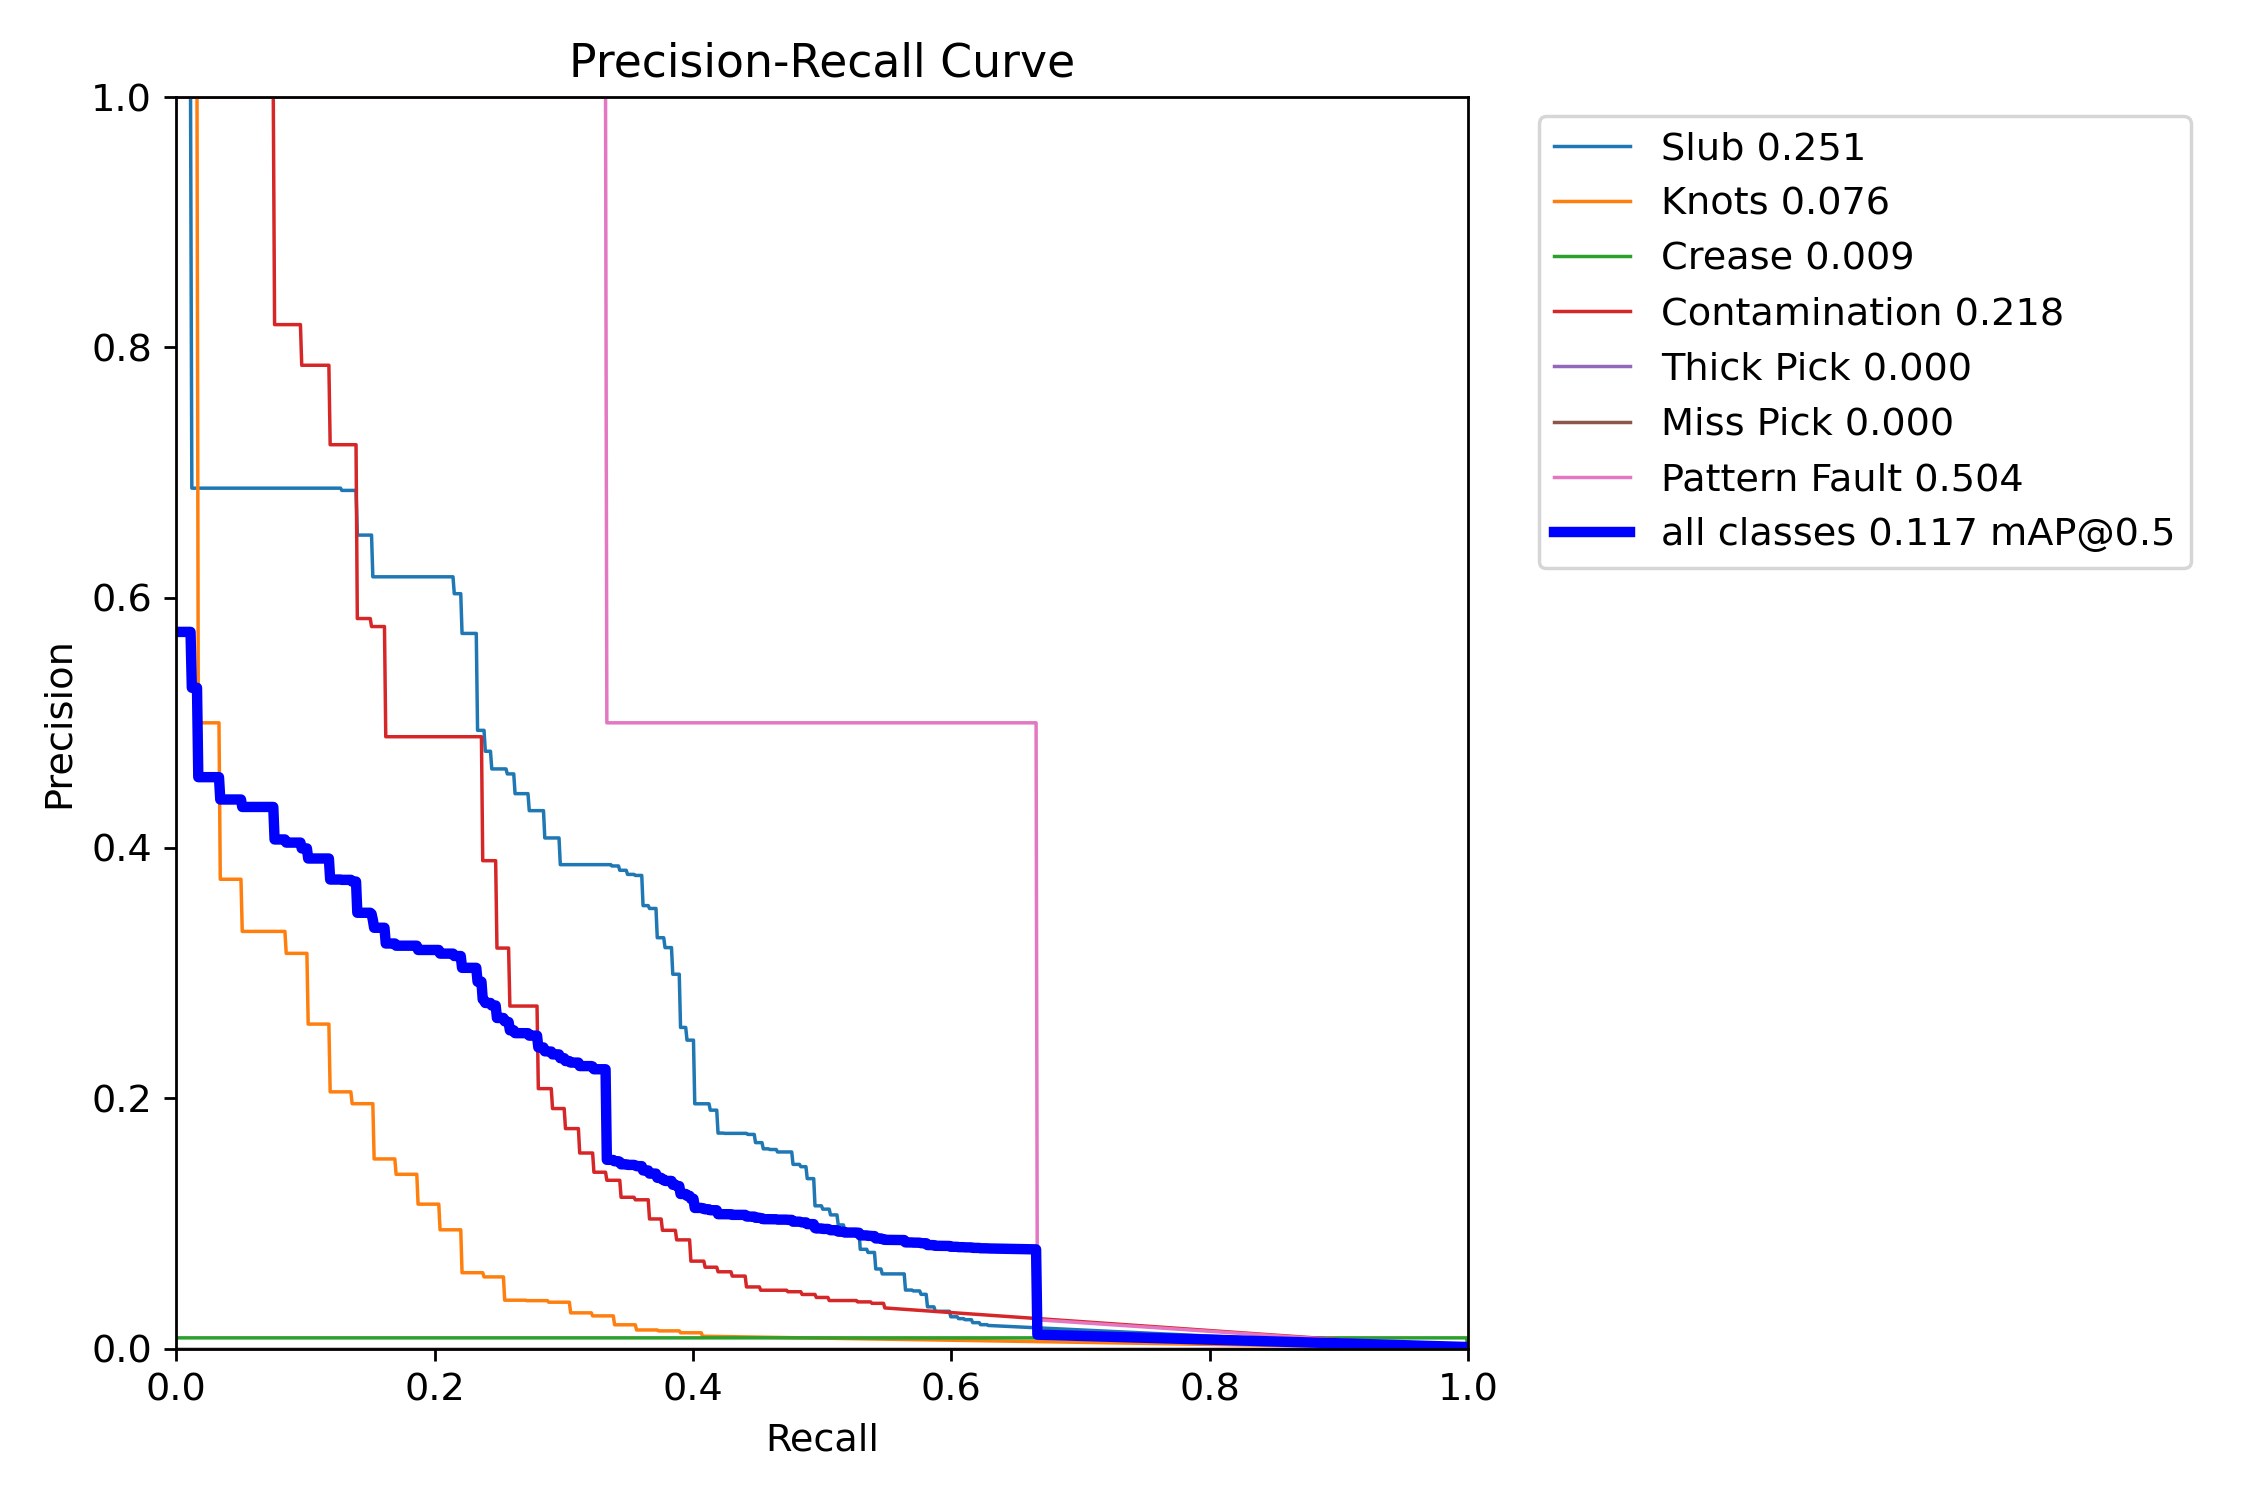 Precision-Recall Curve
1.0
0.8
0.6
0.4
0.2
0.0
Precision
0.0 0.2 0.4 0.6 0.8 1.0
Recall
Slub 0.251
Knots 0.076
Crease 0.009
Contamination 0.218
Thick Pick 0.000
Miss Pick 0.000
Pattern Fault 0.504
all classes 0.117 mAP@0.5